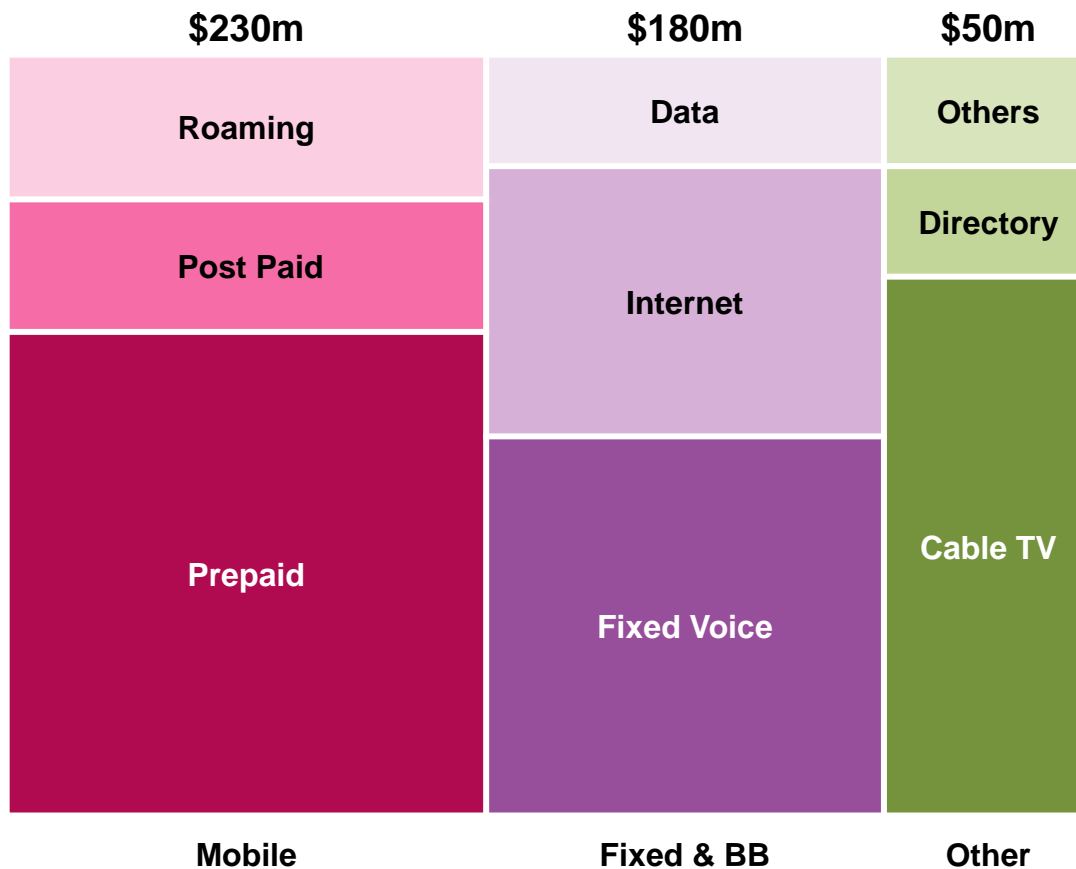 $230m
$180m
$50m
Roaming
Data
Others
Post Paid
Internet
Directory
Prepaid
Fixed Voice
Cable TV
Mobile
Fixed & BB
Other